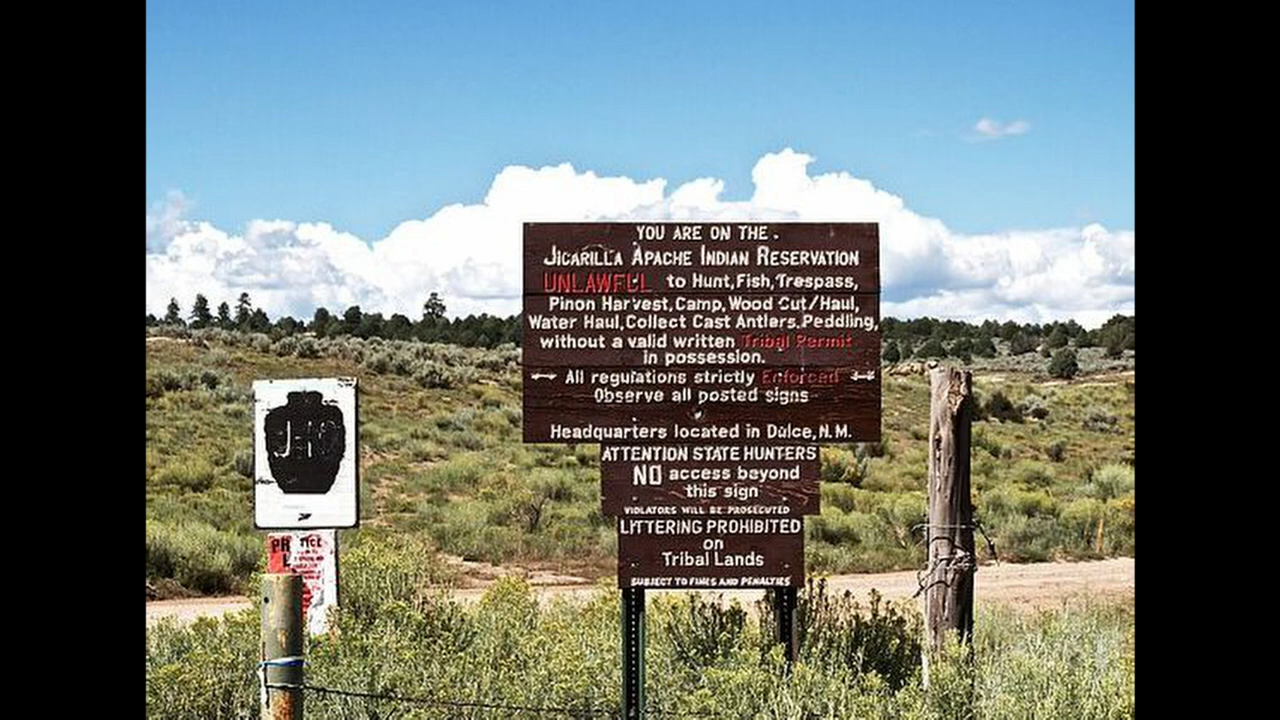 YOU ARE ON THE.
JICARILLA APACHE INDIAN RESERVATION
UNLAWFUL to Hunt, Fish, Trespass,
Pinon Harvest, Camp, Wood Cut/Haul,
Water Haul, Collect Cast Antlers, Peddling,
without a valid written Tribal Permit
in possession.
All regulations strictly Enforced
Observe all posted signs
Headquarters located in Dulce, N.M.
ATTENTION STATE HUNTERS
NO access beyond
this sign
VIOLATORS WILL BE PROSECUTED
LITTERING PROHIBITED
on
Tribal Lands
SUBJECT TO FINES AND PENALTIES